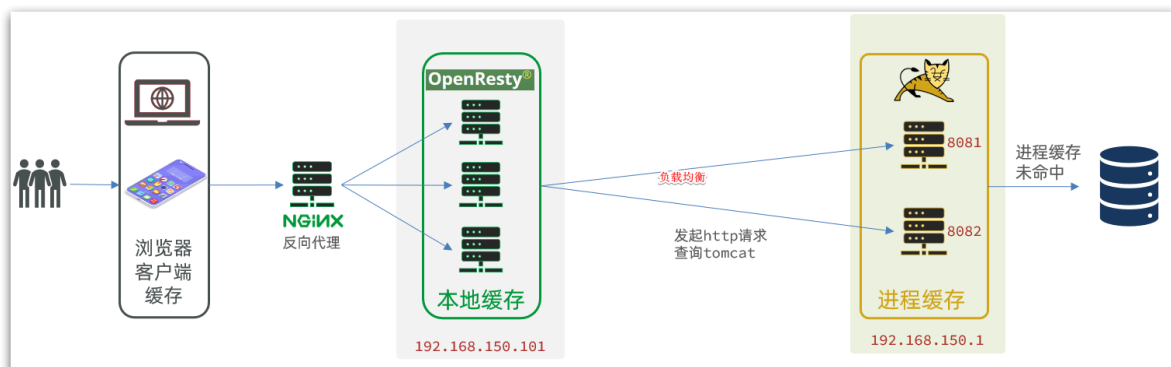 浏览器
客户端
缓存
NGINX
反向代理
OpenResty®
本地缓存
192.168.150.101
负载均衡
发起http请求
查询tomcat
8081
8082
进程缓存
192.168.150.1
进程缓存
未命中